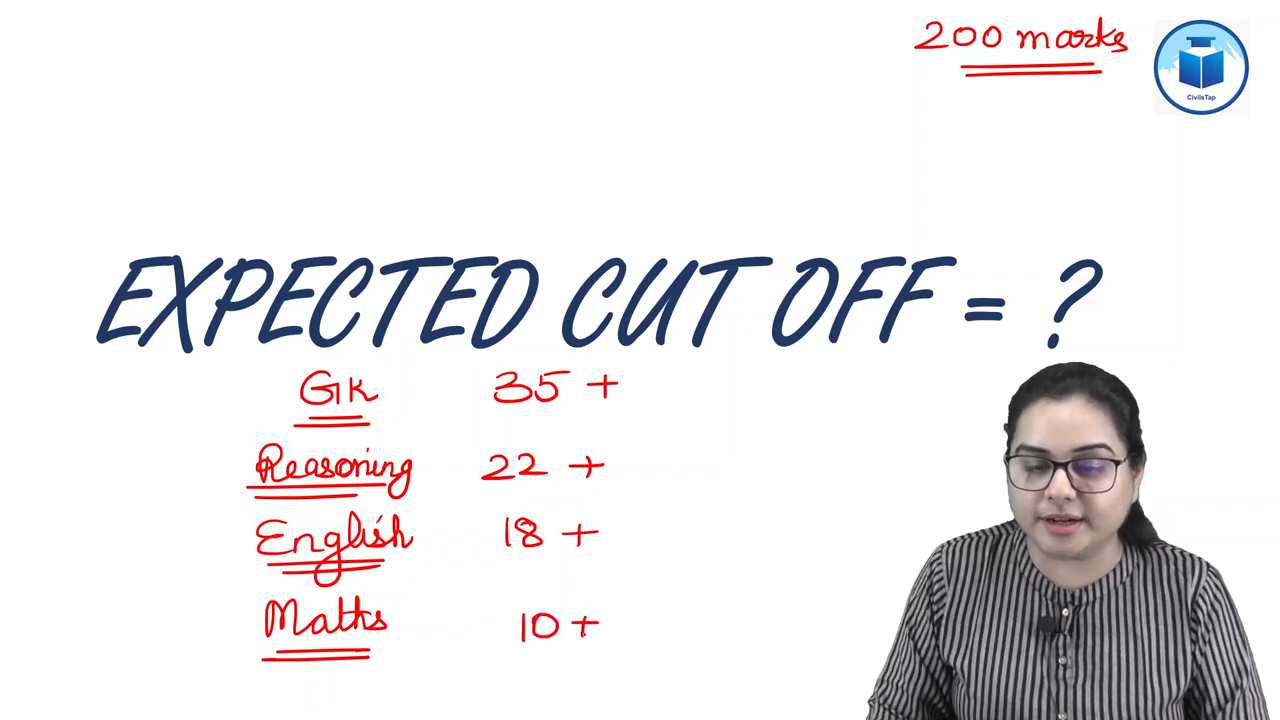 200 marks
CivilsTap
EXPECTED CUT OFF = ?
GK 35 +
Reasoning 22 +
English 18 +
Maths 10 +